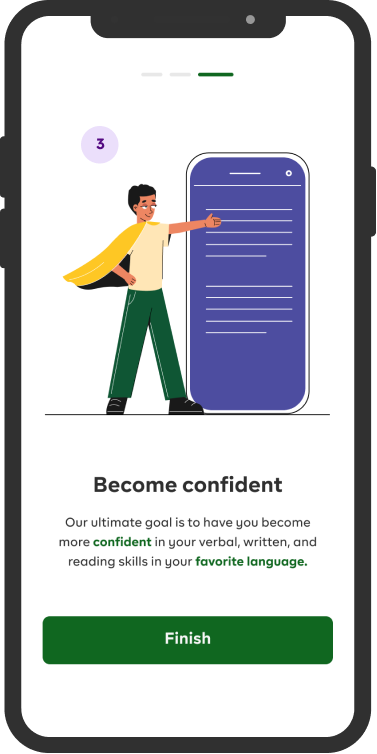 3
Become confident
Our ultimate goal is to have you become
more confident in your verbal, written, and
reading skills in your favorite language.
Finish